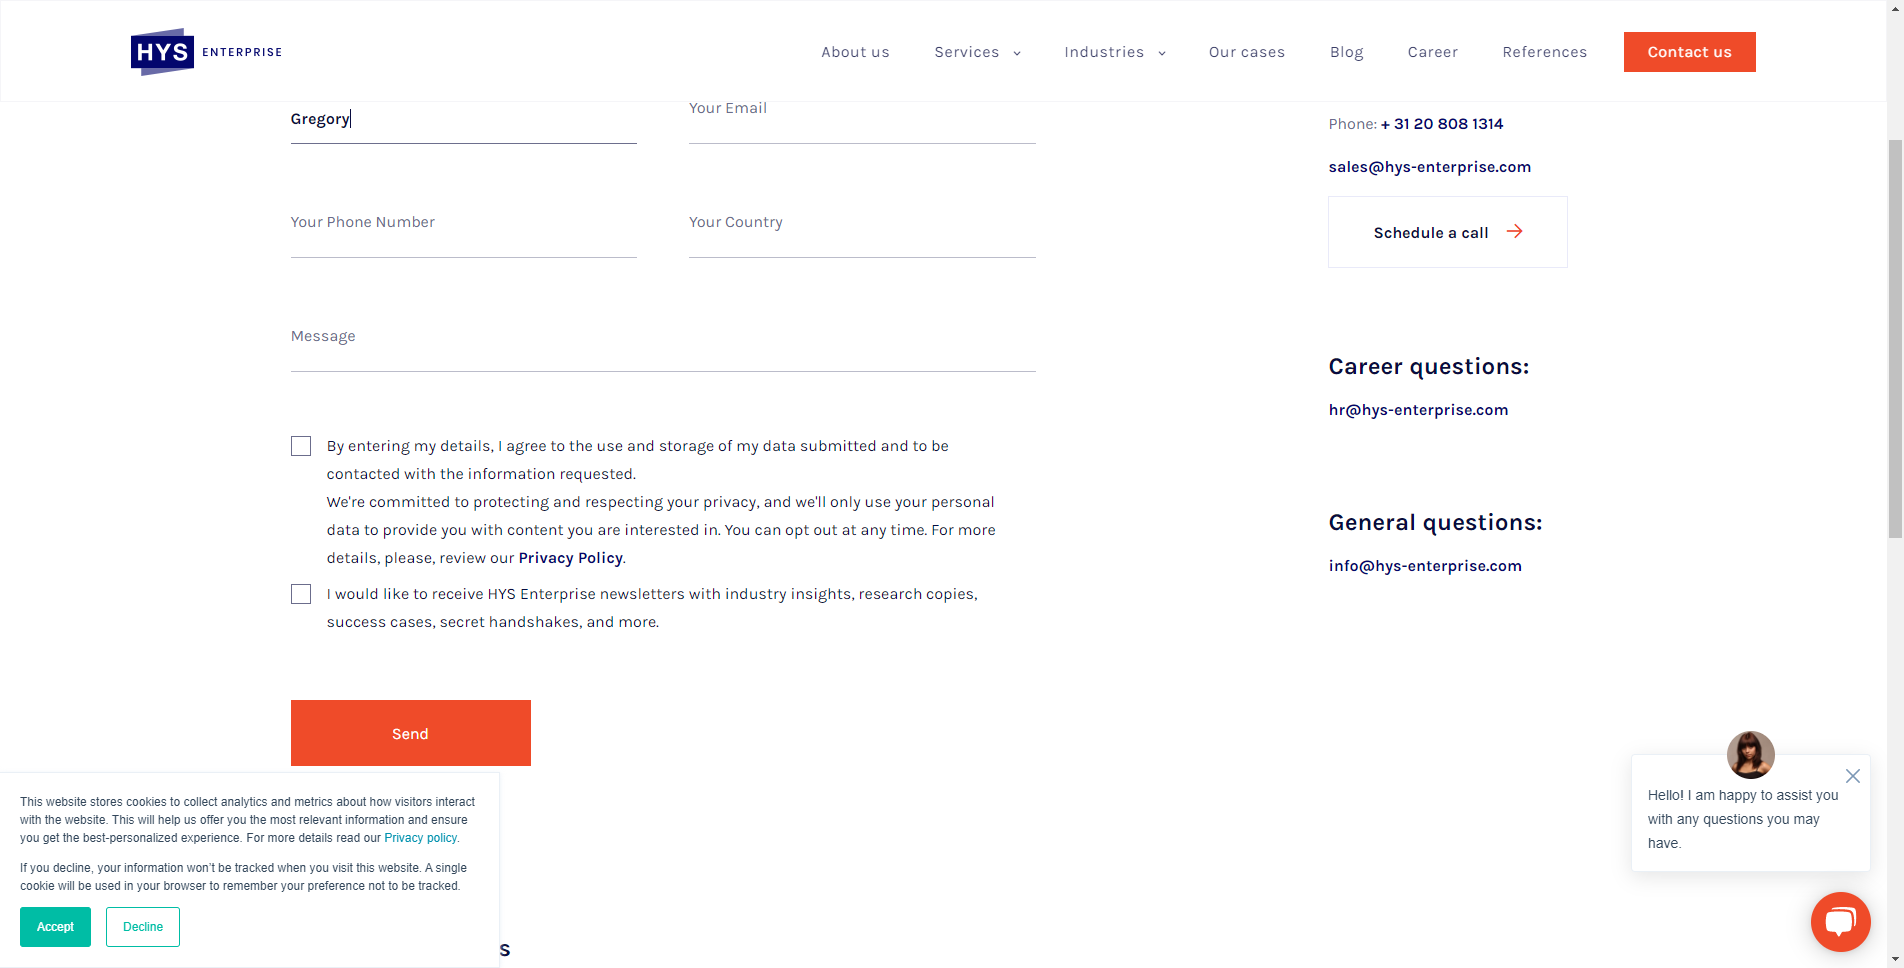 HYS ENTERPRISE
About us
Services
Industries
Our cases
Blog
Career
References
Contact us
Gregory
Your Email
Your Phone Number
Your Country
Message
By entering my details, I agree to the use and storage of my data submitted and to be
contacted with the information requested.
We're committed to protecting and respecting your privacy, and we'll only use your personal
data to provide you with content you are interested in. You can opt out at any time. For more
details, please, review our Privacy Policy.
I would like to receive HYS Enterprise newsletters with industry insights, research copies,
success cases, secret handshakes, and more.
Send
Phone: + 31 20 808 1314
sales@hys-enterprise.com
Schedule a call
Career questions:
hr@hys-enterprise.com
General questions:
info@hys-enterprise.com
This website stores cookies to collect analytics and metrics about how visitors interact
with the website. This will help us offer you the most relevant information and ensure
you get the best-personalized experience. For more details read our Privacy policy.
If you decline, your information won't be tracked when you visit this website. A single
cookie will be used in your browser to remember your preference not to be tracked.
Accept
Decline
s
Hello! I am happy to assist you
with any questions you may
have.